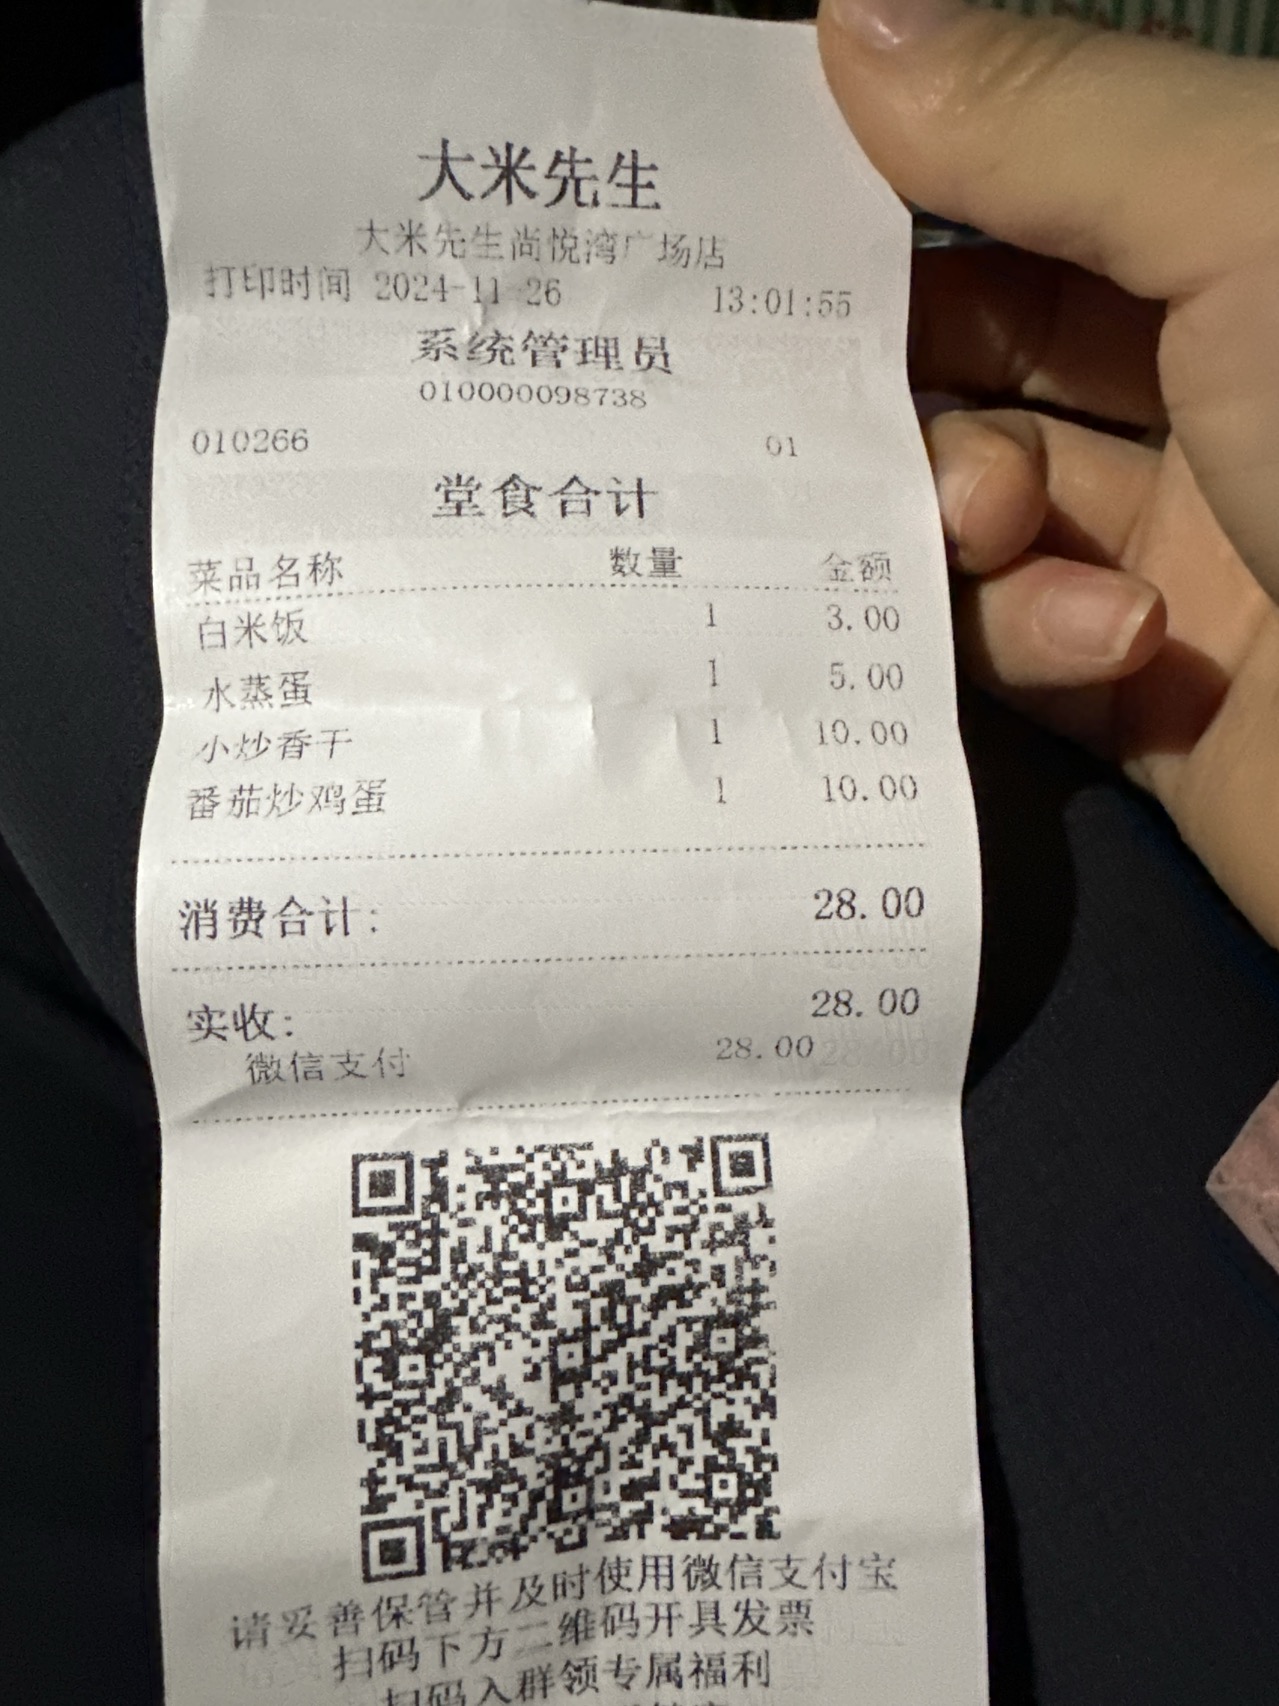 大米先生
大米先生尚悦湾广场店
打印时间 2024-11-26 13:01:55
系统管理员
010000098738
010266 01
堂食合计
菜品名称 数量 金额
白米饭 1 3.00
水蒸蛋 1 5.00
小炒香干 1 10.00
番茄炒鸡蛋 1 10.00
消费合计: 28.00
实收: 28.00
微信支付 28.00
请妥善保管并及时使用微信支付宝
扫码下方二维码开具发票
扫码入群领专属福利